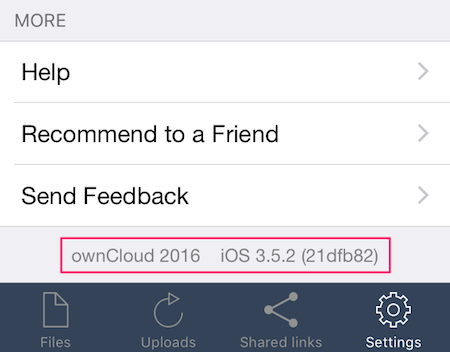 MORE
Help
Recommend to a Friend
Send Feedback
ownCloud 2016 iOS 3.5.2 (21dfb82)
Files Uploads Shared links Settings